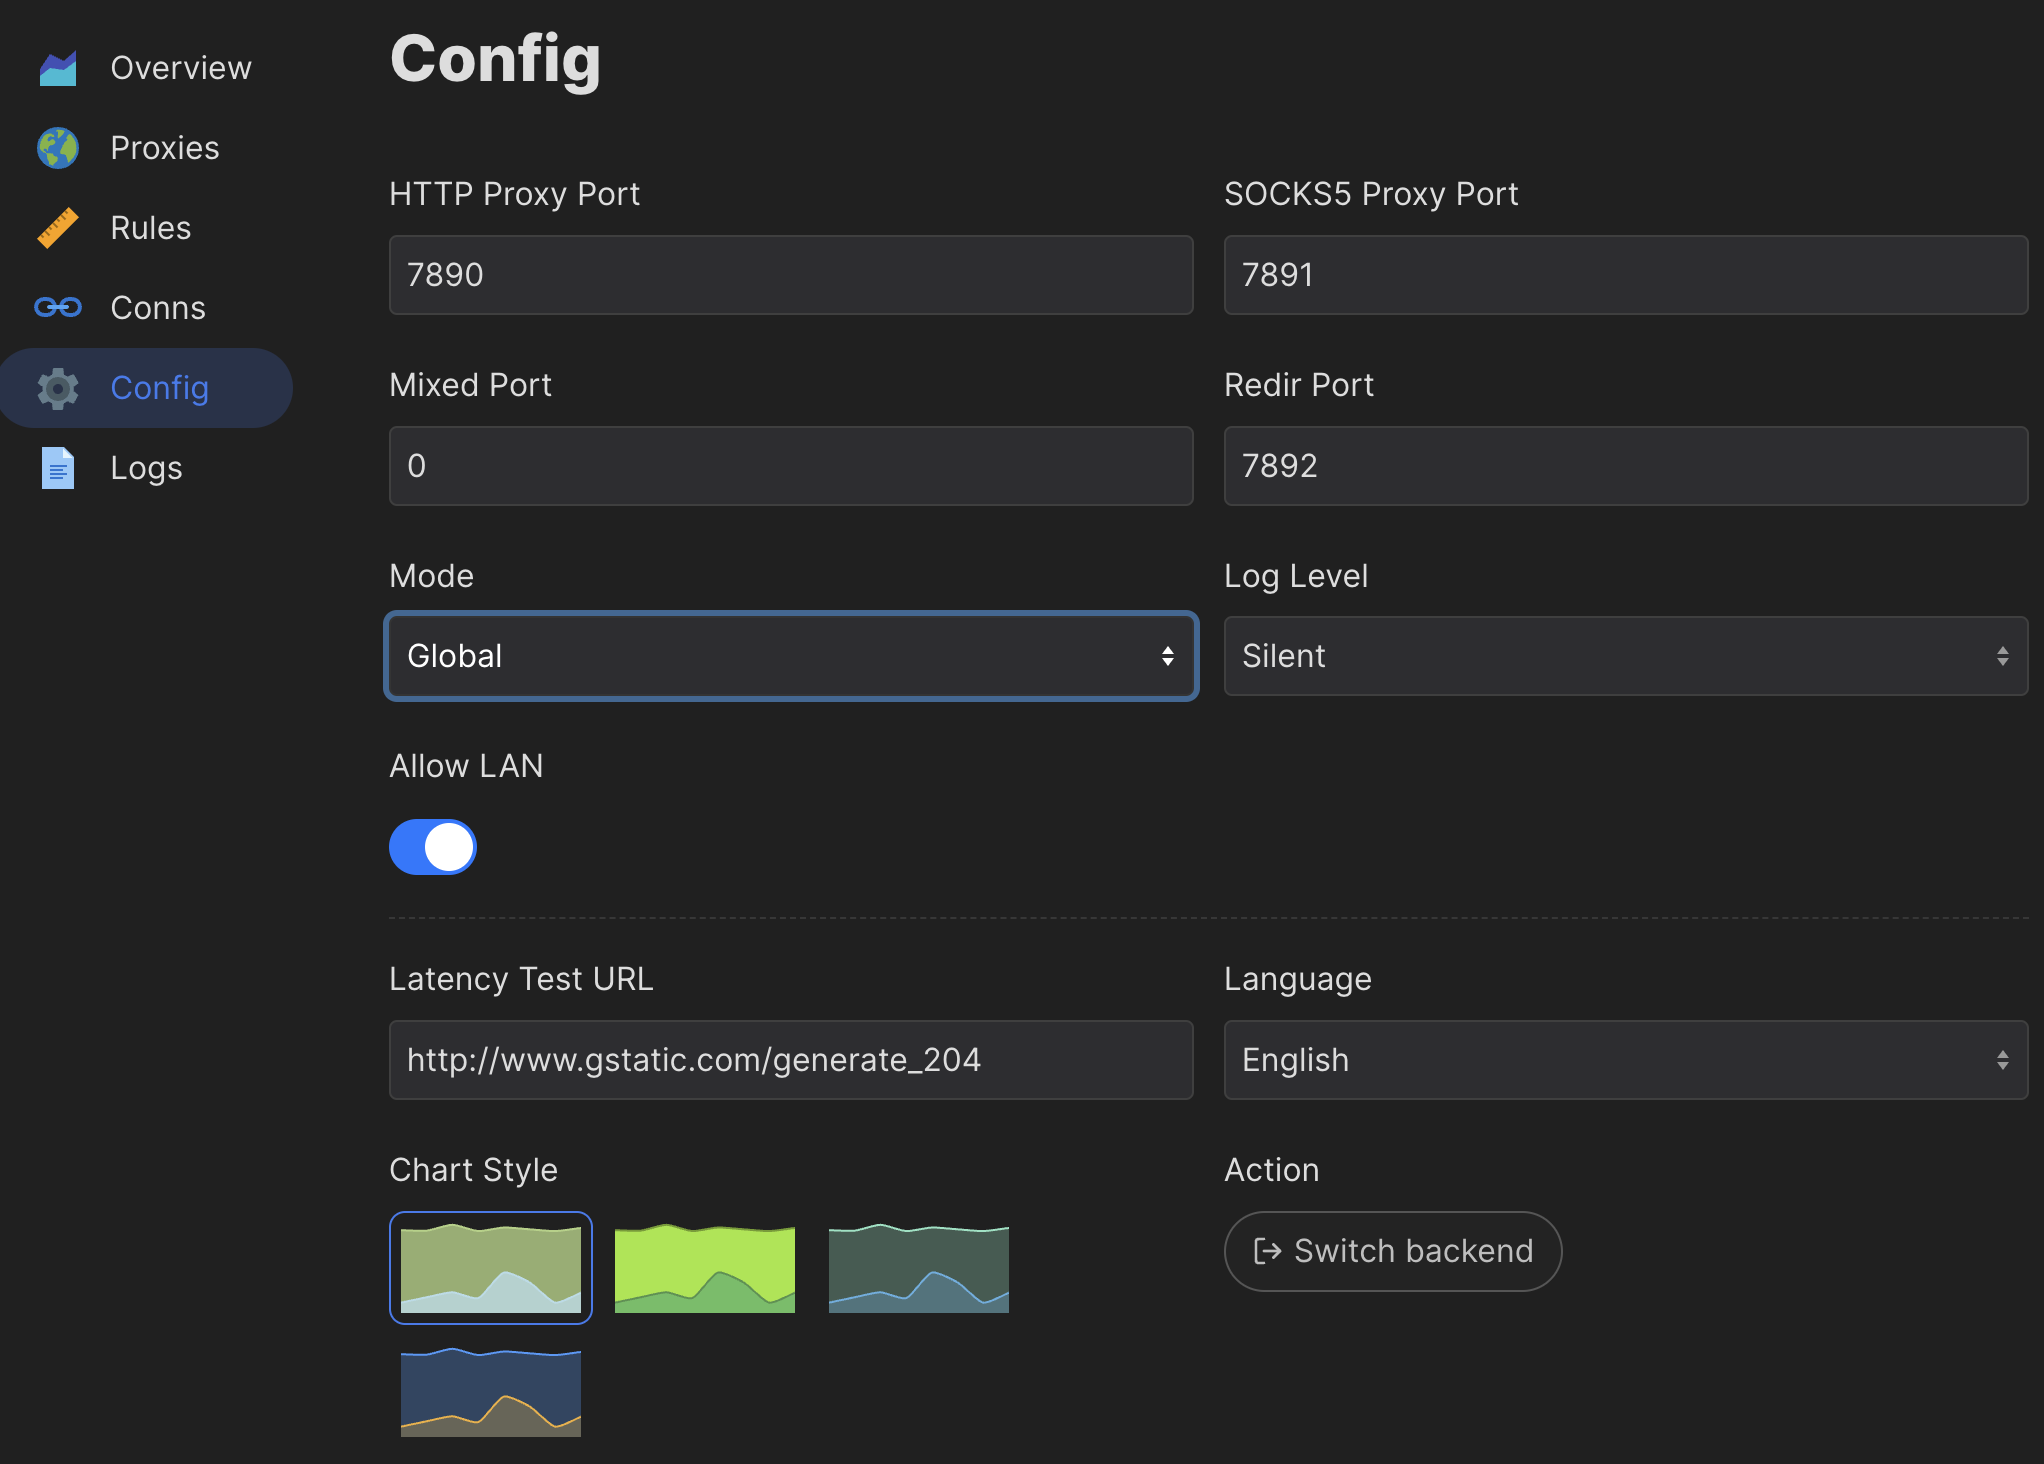 Overview
Proxies
Rules
Conns
Config
Logs
Config
HTTP Proxy Port
7890
SOCKS5 Proxy Port
7891
Mixed Port
0
Redir Port
7892
Mode
Global
Log Level
Silent
Allow LAN
Latency Test URL
http://www.gstatic.com/generate_204
Language
English
Chart Style
Action
Switch backend